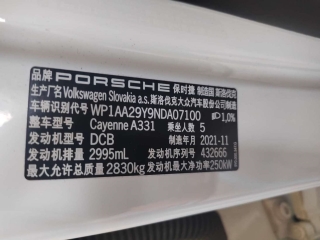 品牌 PORSCHE 保时捷 制造国 斯洛伐克
生产厂名 Volkswagen Slovakia a.s. 斯洛伐克大众汽车股份公司制造
车辆识别代号 WP1AA29Y9NDA07100 1,0%
整车型号 Cayenne A331 乘坐人数 5
发动机型号 DCB 制造年月 2021-11
发动机排量 2995mL 发动机号 432666
最大允许总质量 2830kg 发动机最大净功率 250kW